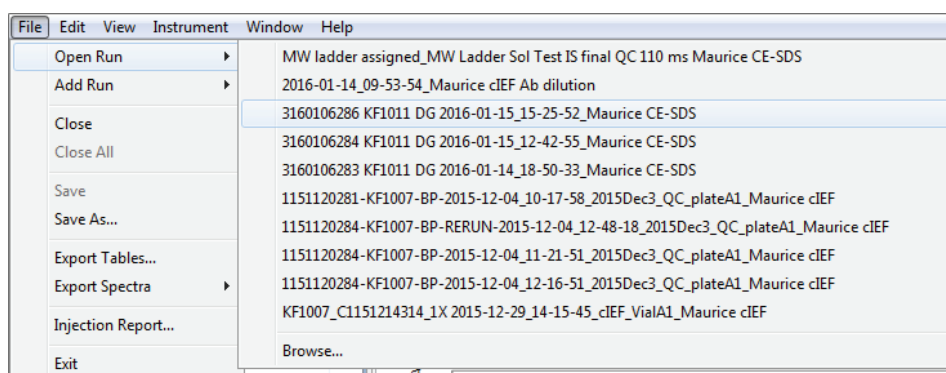 File Edit View Instrument Window Help
Open Run
Add Run
Close
Close All
Save
Save As...
Export Tables...
Export Spectra
Injection Report...
Exit
MW ladder assigned_MW Ladder Sol Test IS final QC 110 ms Maurice CE-SDS
2016-01-14_09-53-54_Maurice cIEF Ab dilution
3160106286 KF1011 DG 2016-01-15_15-25-52_Maurice CE-SDS
3160106284 KF1011 DG 2016-01-15_12-42-55_Maurice CE-SDS
3160106283 KF1011 DG 2016-01-14_18-50-33_Maurice CE-SDS
1151120281-KF1007-BP-2015-12-04_10-17-58_2015Dec3_QC_plateA1_Maurice cIEF
1151120284-KF1007-BP-RERUN-2015-12-04_12-48-18_2015Dec3_QC_plateA1_Maurice cIEF
1151120284-KF1007-BP-2015-12-04_11-21-51_2015Dec3_QC_plateA1_Maurice cIEF
1151120284-KF1007-BP-2015-12-04_12-16-51_2015Dec3_QC_plateA1_Maurice cIEF
KF1007_C1151214314_1X 2015-12-29_14-15-45_cIEF_VialA1_Maurice cIEF
Browse...